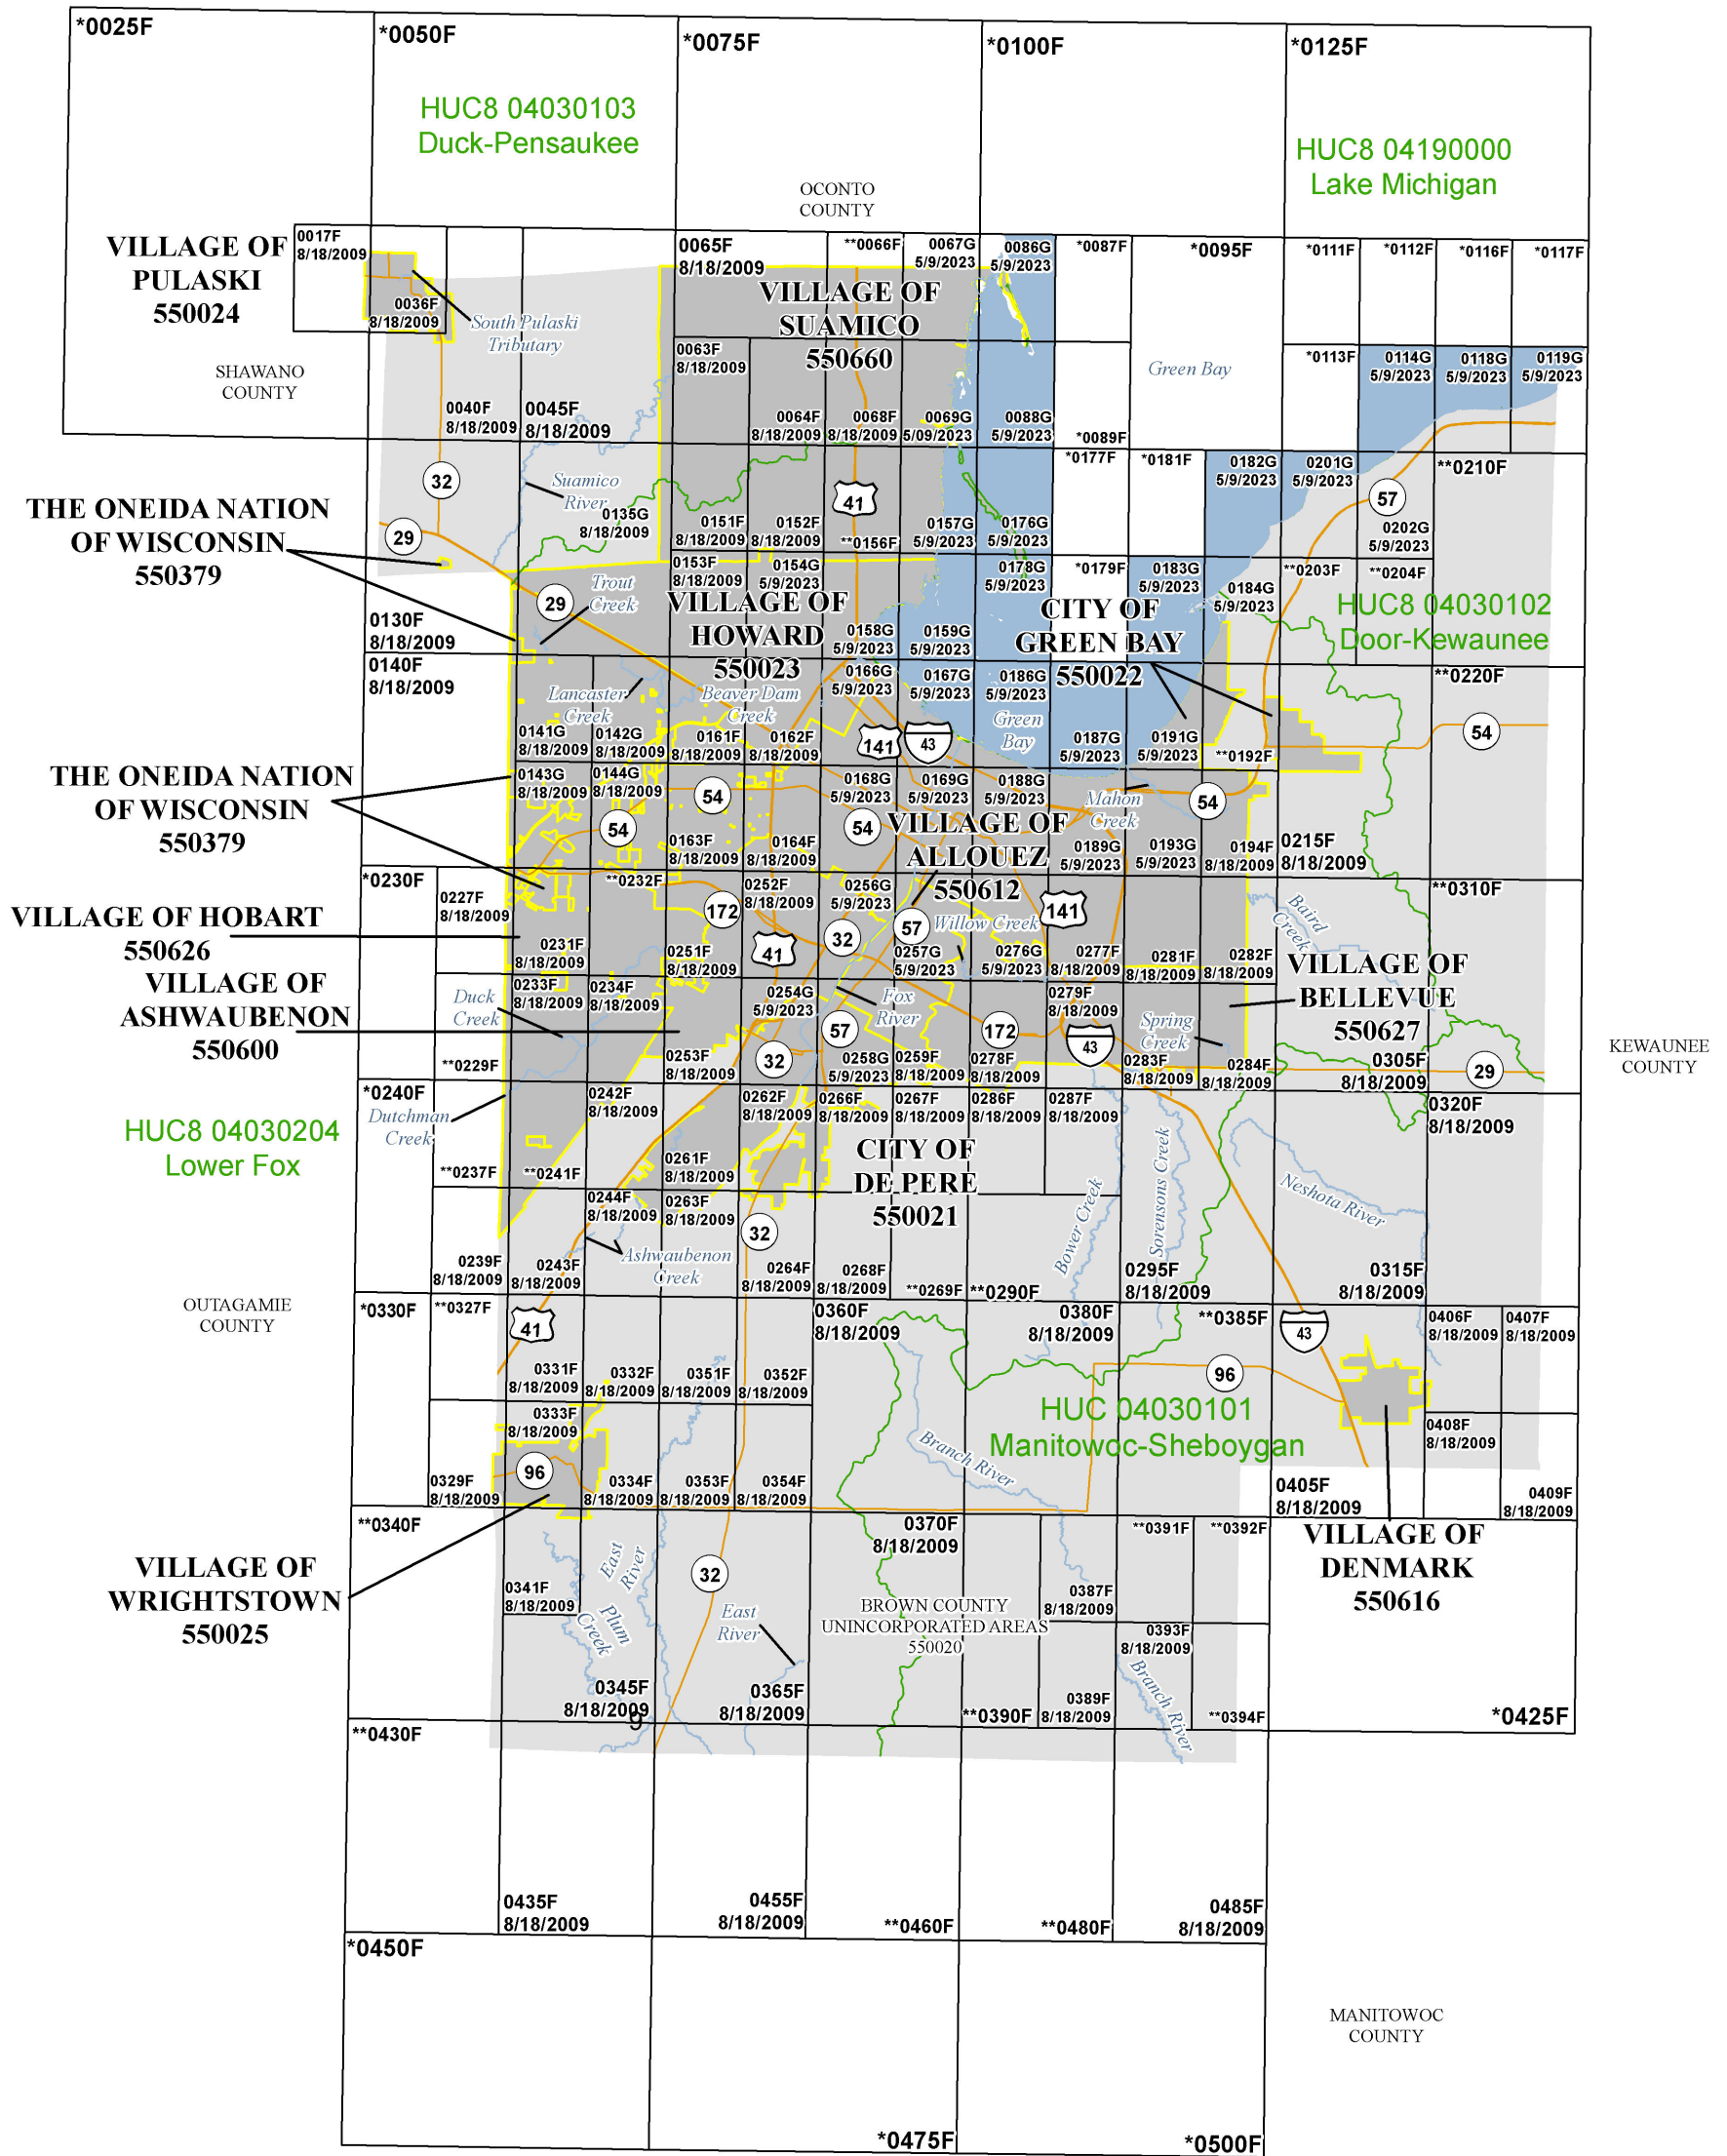 *0025F
*0050F
*0075F
*0100F
*0125F
HUC8 04030103
Duck-Pensaukee
HUC8 04190000
Lake Michigan
OCONTO
COUNTY
VILLAGE OF
PULASKI
550024
0017F
8/18/2009
0036F
8/18/2009
South Pulaski
Tributary
0065F
8/18/2009
**0066F
0067G
5/9/2023
0086G
5/9/2023
*0087F
*0095F
*0111F
*0112F
*0116F
*0117F
VILLAGE OF
SUAMICO
550660
SHAWANO
COUNTY
0063F
8/18/2009
Green Bay
*0113F
0114G
5/9/2023
0118G
5/9/2023
0119G
5/9/2023
0040F
8/18/2009
0045F
8/18/2009
0064F
8/18/2009
0068F
8/18/2009
0069G
5/09/2023
0088G
5/9/2023
*0089F
*0177F
*0181F
0182G
5/9/2023
0201G
5/9/2023
**0210F
32
Suamico
River
41
57
THE ONEIDA NATION
OF WISCONSIN
550379
29
0135G
8/18/2009
0151F
8/18/2009
0152F
8/18/2009
**0156F
0157G
5/9/2023
0176G
5/9/2023
0202G
5/9/2023
0153F
8/18/2009
0154G
5/9/2023
0178G
5/9/2023
*0179F
0183G
5/9/2023
0184G
5/9/2023
**0203F
**0204F
Trout
Creek
29
VILLAGE OF
HOWARD
550023
CITY OF
GREEN BAY
550022
HUC8 04030102
Door-Kewaunee
0130F
8/18/2009
0158G
5/9/2023
0159G
5/9/2023
0140F
8/18/2009
0166G
5/9/2023
0167G
5/9/2023
0186G
5/9/2023
**0220F
Lancaster
Creek
Beaver Dam
Creek
Green
Bay
0141G
8/18/2009
0142G
8/18/2009
0161F
8/18/2009
0162F
8/18/2009
141
43
0187G
5/9/2023
0191G
5/9/2023
**0192F
54
THE ONEIDA NATION
OF WISCONSIN
550379
0143G
8/18/2009
0144G
8/18/2009
54
0168G
5/9/2023
0169G
5/9/2023
0188G
5/9/2023
Mahon
Creek
54
54
54
VILLAGE OF
ALLOUEZ
550612
0163F
8/18/2009
0164F
8/18/2009
0189G
5/9/2023
0193G
5/9/2023
0194F
8/18/2009
0215F
8/18/2009
*0230F
0227F
8/18/2009
**0232F
0252F
8/18/2009
0256G
5/9/2023
**0310F
VILLAGE OF HOBART
550626
172
41
32
57
Willow Creek
141
Baird
Creek
0231F
8/18/2009
0251F
8/18/2009
0257G
5/9/2023
0276G
5/9/2023
0277F
8/18/2009
0281F
8/18/2009
0282F
8/18/2009
VILLAGE OF
ASHWAUBENON
550600
Duck
Creek
0233F
8/18/2009
0234F
8/18/2009
0254G
5/9/2023
Fox
River
0279F
8/18/2009
VILLAGE OF
BELLEVUE
550627
57
172
43
Spring
Creek
**0229F
0253F
8/18/2009
32
0258G
5/9/2023
0259F
8/18/2009
0278F
8/18/2009
0283F
8/18/2009
0284F
8/18/2009
0305F
8/18/2009
29
KEWAUNEE
COUNTY
*0240F
Dutchman
Creek
0242F
8/18/2009
0262F
8/18/2009
0266F
8/18/2009
0267F
8/18/2009
0286F
8/18/2009
0287F
8/18/2009
0320F
8/18/2009
HUC8 04030204
Lower Fox
CITY OF
DE PERE
550021
**0237F
**0241F
0261F
8/18/2009
Bower Creek
Sorensons Creek
Neshota River
0244F
8/18/2009
0263F
8/18/2009
32
Ashwaubenon
Creek
0239F
8/18/2009
0243F
8/18/2009
0264F
8/18/2009
0268F
8/18/2009
**0269F
**0290F
0295F
8/18/2009
0315F
8/18/2009
OUTAGAMIE
COUNTY
*0330F
**0327F
41
0360F
8/18/2009
0380F
8/18/2009
**0385F
43
0406F
8/18/2009
0407F
8/18/2009
0331F
8/18/2009
0332F
8/18/2009
0351F
8/18/2009
0352F
8/18/2009
96
0333F
8/18/2009
HUC 04030101
Manitowoc-Sheboygan
0408F
8/18/2009
Branch River
96
0329F
8/18/2009
0334F
8/18/2009
0353F
8/18/2009
0354F
8/18/2009
0405F
8/18/2009
0409F
8/18/2009
**0340F
0370F
8/18/2009
**0391F
**0392F
VILLAGE OF
DENMARK
550616
VILLAGE OF
WRIGHTSTOWN
550025
East
River
32
0341F
8/18/2009
Plum
Creek
East
River
BROWN COUNTY
UNINCORPORATED AREAS
550020
0387F
8/18/2009
0393F
8/18/2009
Branch River
0345F
8/18/2009
9
0365F
8/18/2009
**0390F
0389F
8/18/2009
**0394F
*0425F
**0430F
0435F
8/18/2009
0455F
8/18/2009
**0460F
**0480F
0485F
8/18/2009
*0450F
MANITOWOC
COUNTY
*0475F
*0500F